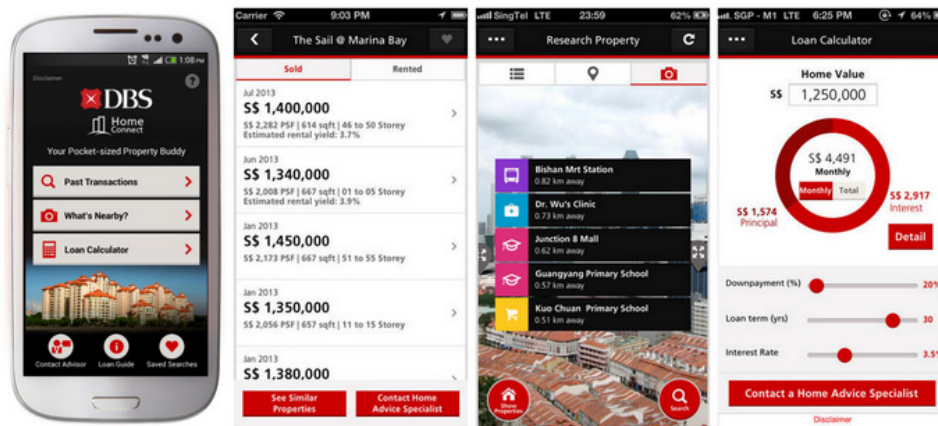 1:08 PM
Disclaimer
?
DBS
Home
Connect
Your Pocket-sized Property Buddy
Past Transactions
What's Nearby?
Loan Calculator
Contact Advisor
Loan Guide
Saved Searches
Carrier 9:03 PM
The Sail @ Marina Bay
Sold Rented
Jul 2013
S$ 1,400,000
S$ 2,282 PSF | 614 sqft | 46 to 50 Storey
Estimated rental yield: 3.7%
Jun 2013
S$ 1,340,000
S$ 2,008 PSF | 667 sqft | 01 to 05 Storey
Estimated rental yield: 3.9%
Jan 2013
S$ 1,450,000
S$ 2,173 PSF | 667 sqft | 51 to 55 Storey
Jan 2013
S$ 1,350,000
S$ 2,056 PSF | 657 sqft | 11 to 15 Storey
Jan 2013
S$ 1,380,000
See Similar
Properties
Contact Home
Advice Specialist
SingTel LTE 23:59 62%
Research Property
Bishan Mrt Station
0.82 km away
Dr. Wu's Clinic
0.73 km away
Junction 8 Mall
0.62 km away
Guangyang Primary School
0.57 km away
Kuo Chuan Primary School
0.51 km away
Show
Properties
Search
SGP - M1 LTE 6:25 PM 64%
Loan Calculator
Home Value
S$ 1,250,000
S$ 4,491
Monthly
Monthly Total
S$ 1,574
Principal
S$ 2,917
Interest
Detail
Downpayment (%) 20%
Loan term (yrs) 30
Interest Rate 3.5%
Contact a Home Advice Specialist
Disclaimer